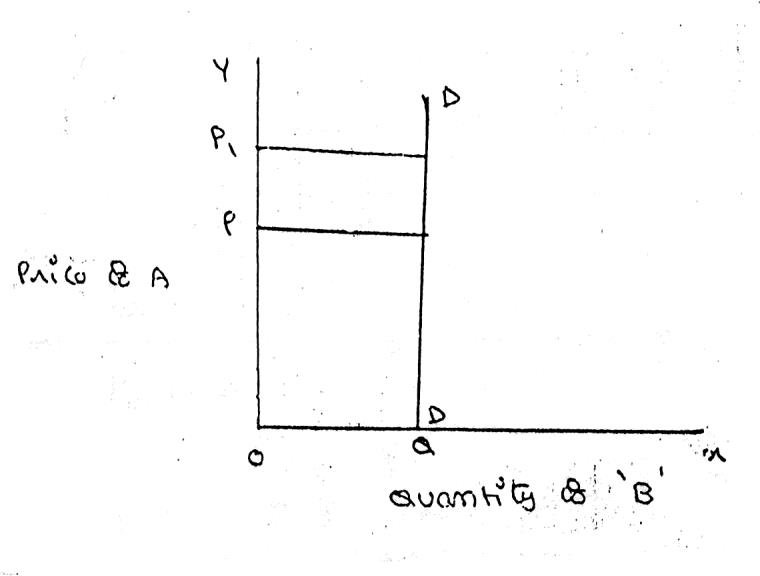 Y
D
P₁
P
Price of A
D
O
Q
x
Quantity of 'B'